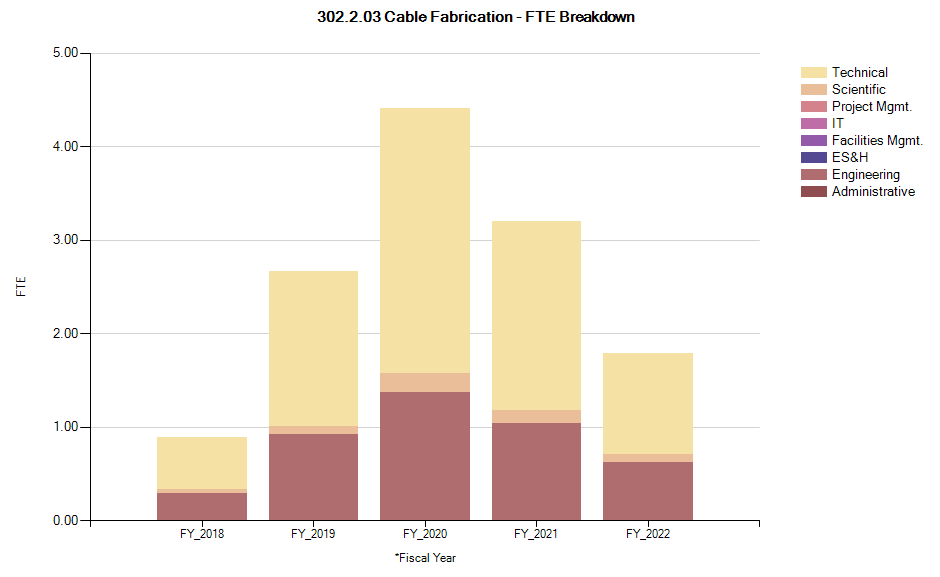 302.2.03 Cable Fabrication - FTE Breakdown
5.00
4.00
3.00
2.00
1.00
0.00
FTE
FY_2018
FY_2019
FY_2020
FY_2021
FY_2022
*Fiscal Year
Technical
Scientific
Project Mgmt.
IT
Facilities Mgmt.
ES&H
Engineering
Administrative